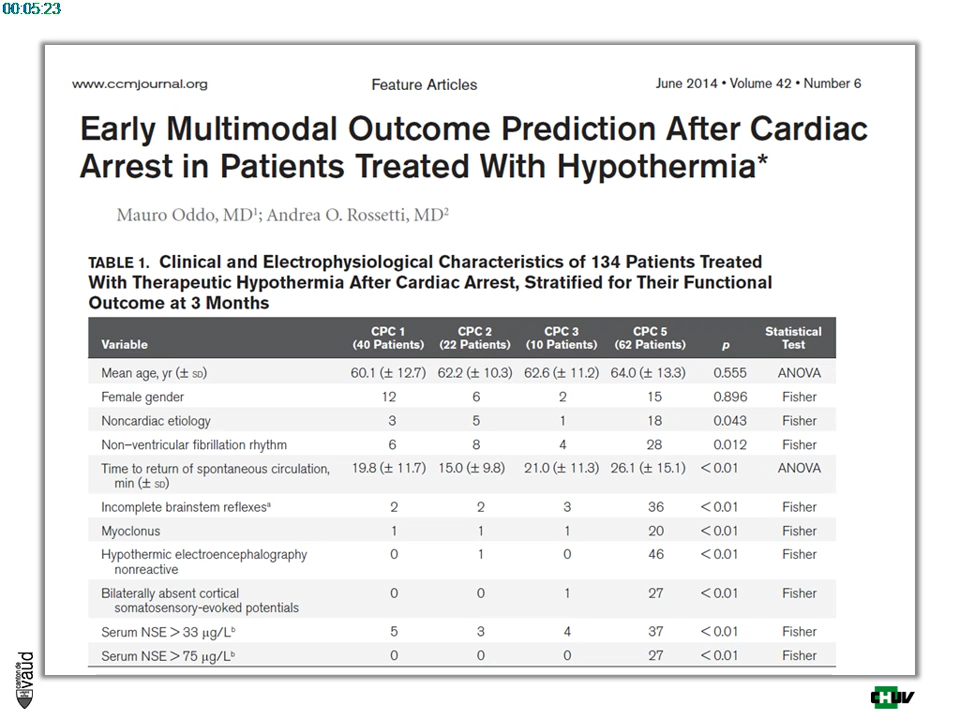 00:05:23
www.ccmjournal.org Feature Articles June 2014 • Volume 42 • Number 6
Early Multimodal Outcome Prediction After Cardiac
Arrest in Patients Treated With Hypothermia*
Mauro Oddo, MD¹; Andrea O. Rossetti, MD²
TABLE 1. Clinical and Electrophysiological Characteristics of 134 Patients Treated
With Therapeutic Hypothermia After Cardiac Arrest, Stratified for Their Functional
Outcome at 3 Months
Variable CPC 1 (40 Patients) CPC 2 (22 Patients) CPC 3 (10 Patients) CPC 5 (62 Patients) p Statistical Test
Mean age, yr (± SD) 60.1 (± 12.7) 62.2 (± 10.3) 62.6 (± 11.2) 64.0 (± 13.3) 0.555 ANOVA
Female gender 12 6 2 15 0.896 Fisher
Noncardiac etiology 3 5 1 18 0.043 Fisher
Non–ventricular fibrillation rhythm 6 8 4 28 0.012 Fisher
Time to return of spontaneous circulation, 19.8 (± 11.7) 15.0 (± 9.8) 21.0 (± 11.3) 26.1 (± 15.1) < 0.01 ANOVA
min (± SD)
Incomplete brainstem reflexesᵃ 2 2 3 36 < 0.01 Fisher
Myoclonus 1 1 1 20 < 0.01 Fisher
Hypothermic electroencephalography 0 1 0 46 < 0.01 Fisher
nonreactive
Bilaterally absent cortical 0 0 1 27 < 0.01 Fisher
somatosensory-evoked potentials
Serum NSE > 33 µg/Lᵇ 5 3 4 37 < 0.01 Fisher
Serum NSE > 75 µg/Lᵇ 0 0 0 27 < 0.01 Fisher
canton de
vaud
CHUV